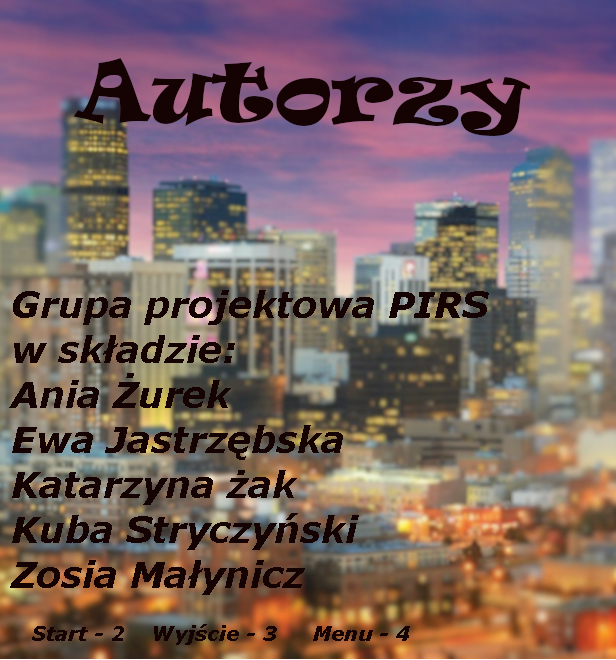 Autorzy
Grupa projektowa PIRS
w składzie:
Ania Żurek
Ewa Jastrzębska
Katarzyna żak
Kuba Stryczyński
Zosia Małynicz
Start - 2 Wyjście - 3 Menu - 4